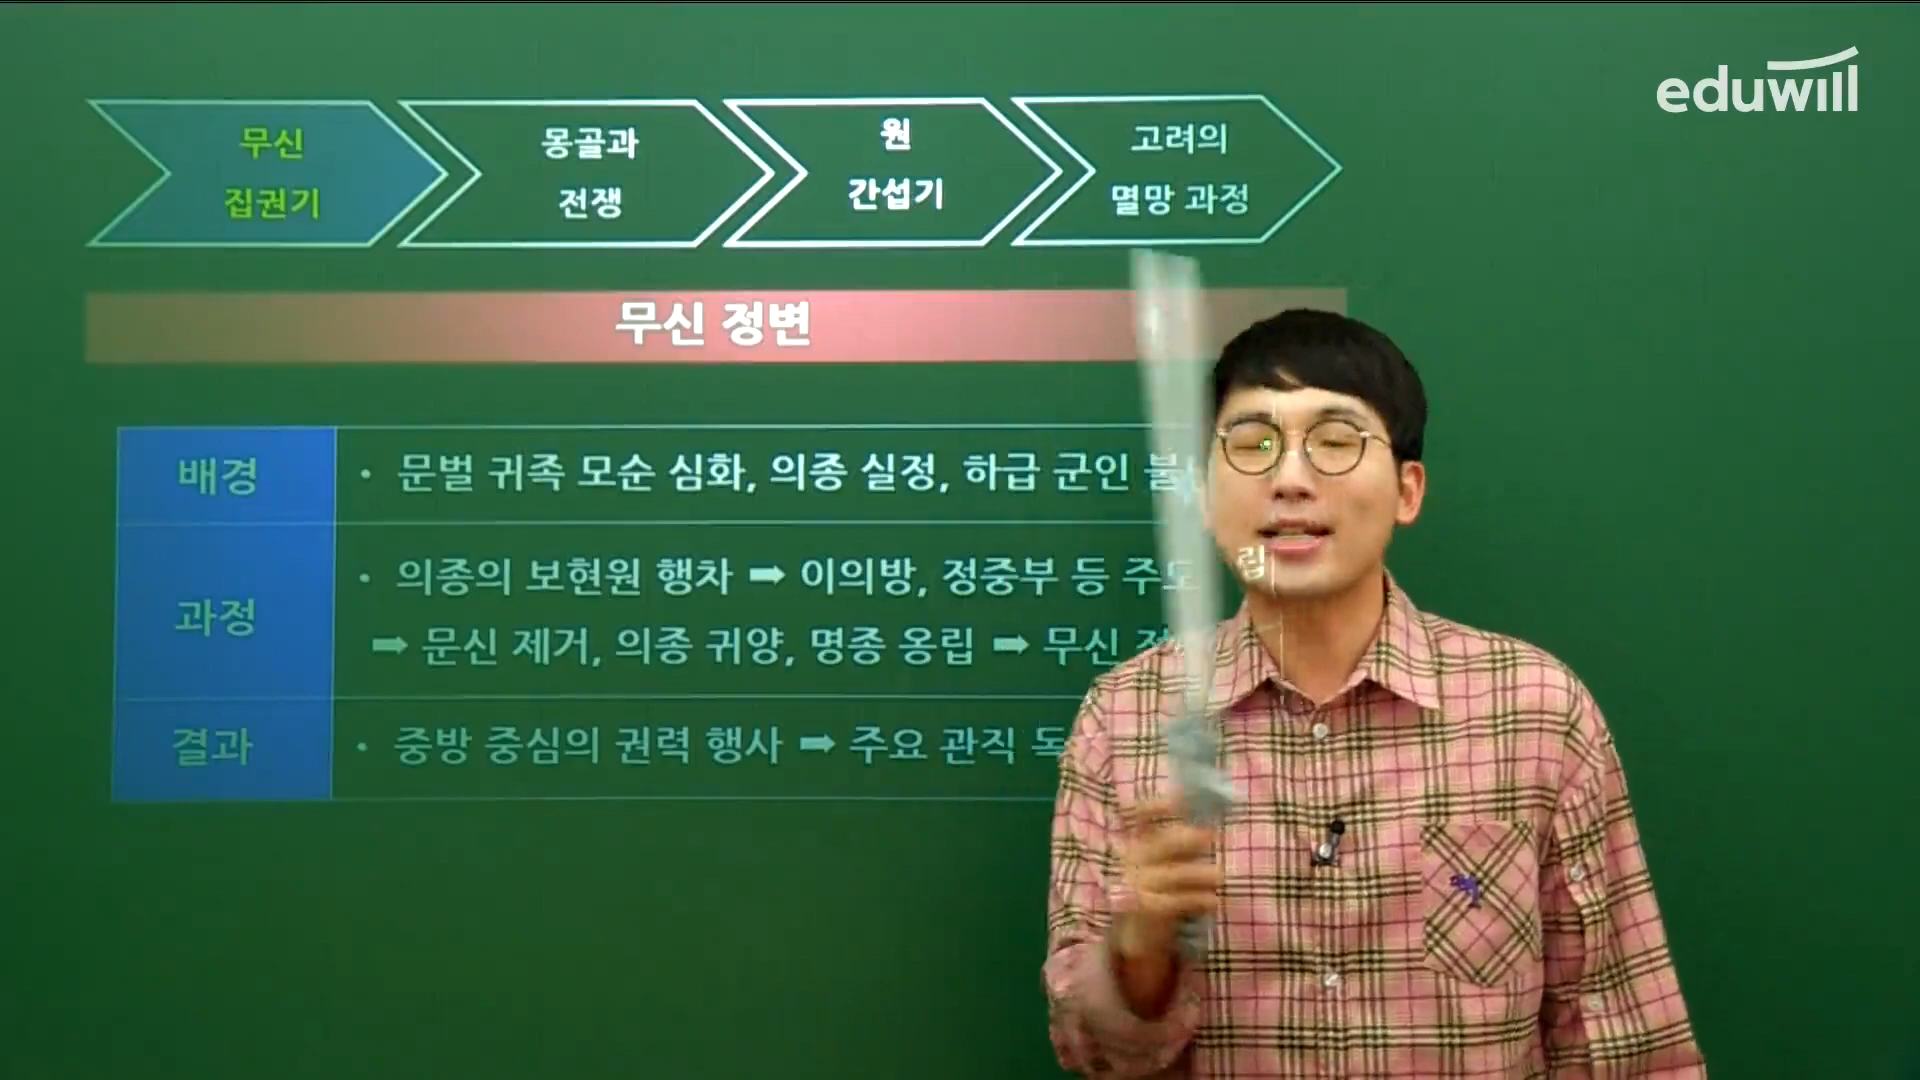 eduwill
무신
집권기
몽골과
전쟁
원
간섭기
고려의
멸망 과정
무신 정변
배경
• 문벌 귀족 모순 심화, 의종 실정, 하급 군인
과정
• 의종의 보현원 행차 ➡ 이의방, 정중부 등 주도
➡ 문신 제거, 의종 귀양, 명종 옹립 ➡ 무신
립
결과
• 중방 중심의 권력 행사 ➡ 주요 관직